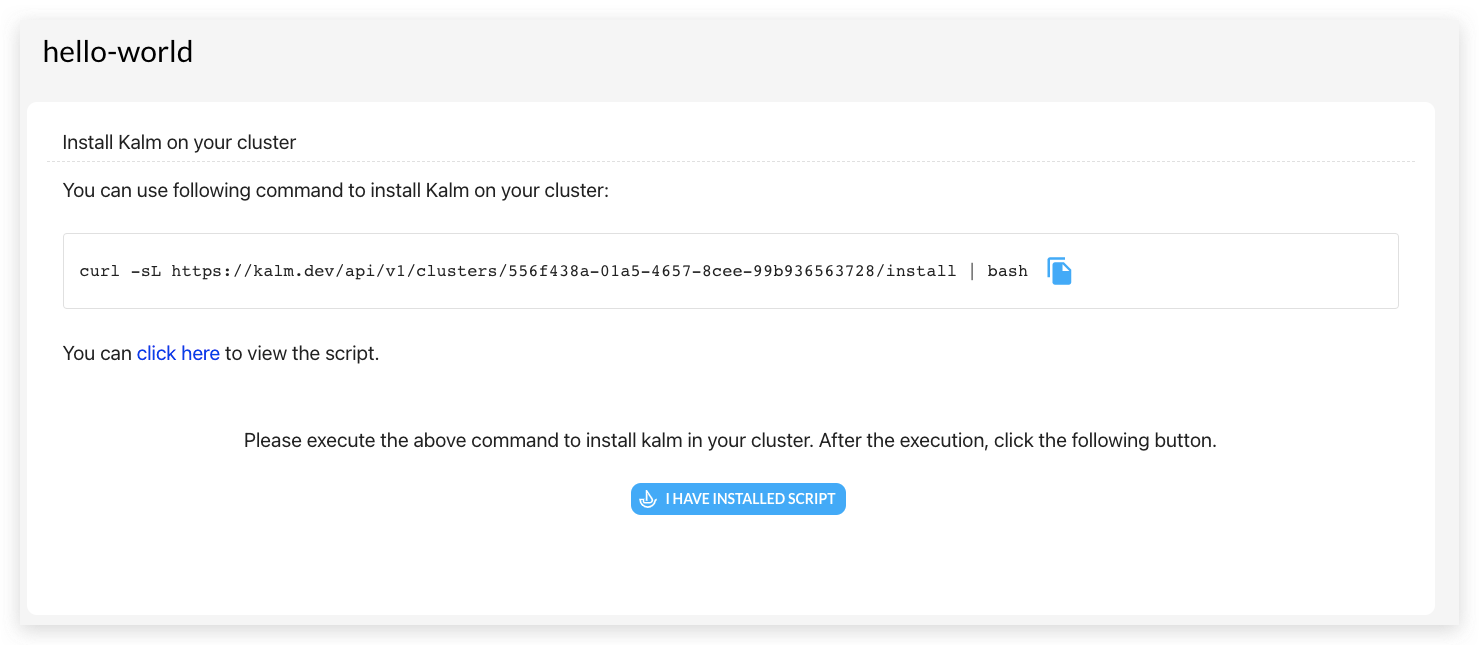 hello-world
Install Kalm on your cluster
You can use following command to install Kalm on your cluster:
curl -sL https://kalm.dev/api/v1/clusters/556f438a-01a5-4657-8cee-99b936563728/install | bash
You can click here to view the script.
Please execute the above command to install kalm in your cluster. After the execution, click the following button.
I HAVE INSTALLED SCRIPT